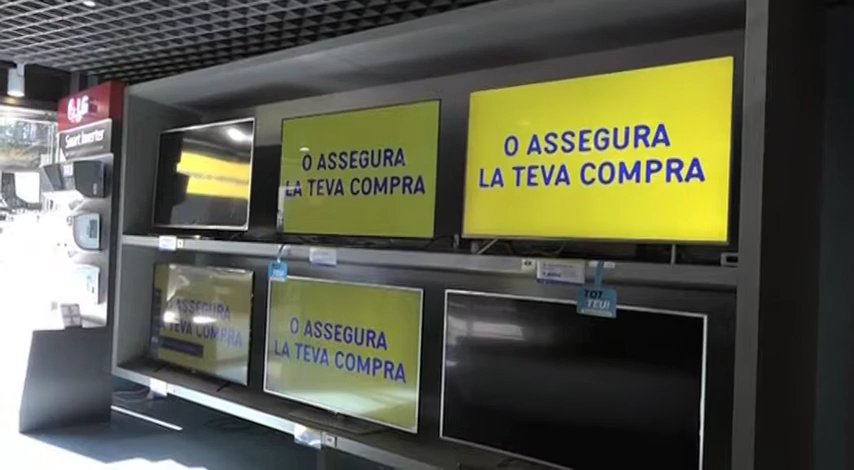 LG
Smart Inverter
O ASSEGURA
LA TEVA COMPRA
O ASSEGURA
LA TEVA COMPRA
O ASSEGURA
LA TEVA COMPRA
O ASSEGURA
LA TEVA COMPRA
TOT
TEU!